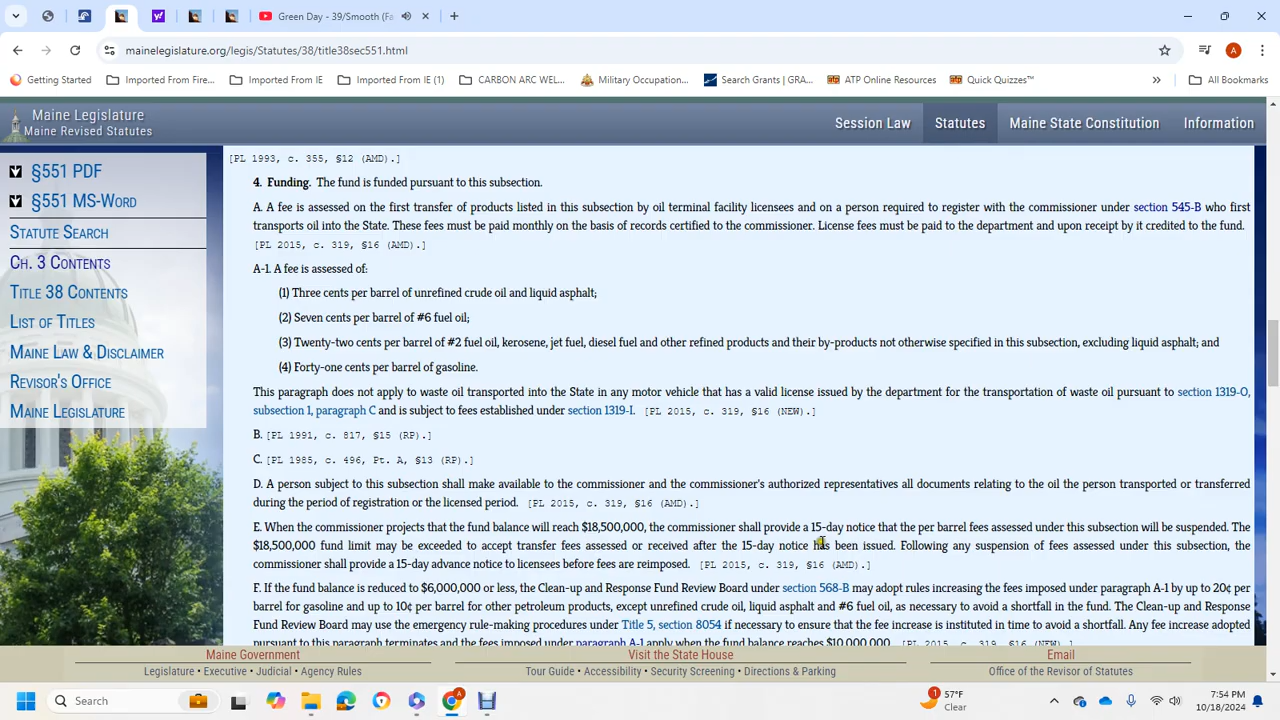 Green Day - 39/Smooth (Fa
mainelegislature.org/legis/Statutes/38/title38sec551.html
A
Getting Started
Imported From Fire...
Imported From IE
Imported From IE (1)
CARBON ARC WEL...
Military Occupation...
Search Grants | GRA...
ATP Online Resources
Quick Quizzes™
All Bookmarks
Maine Legislature
Maine Revised Statutes
Session Law
Statutes
Maine State Constitution
Information
§551 PDF
§551 MS-Word
Statute Search
Ch. 3 Contents
Title 38 Contents
List of Titles
Maine Law & Disclaimer
Revisor's Office
Maine Legislature
[PL 1993, c. 355, §12 (AMD).]
4. Funding. The fund is funded pursuant to this subsection.
A. A fee is assessed on the first transfer of products listed in this subsection by oil terminal facility licensees and on a person required to register with the commissioner under section 545-B who first
transports oil into the State. These fees must be paid monthly on the basis of records certified to the commissioner. License fees must be paid to the department and upon receipt by it credited to the fund.
[PL 2015, c. 319, §16 (AMD).]
A-1. A fee is assessed of:
(1) Three cents per barrel of unrefined crude oil and liquid asphalt;
(2) Seven cents per barrel of #6 fuel oil;
(3) Twenty-two cents per barrel of #2 fuel oil, kerosene, jet fuel, diesel fuel and other refined products and their by-products not otherwise specified in this subsection, excluding liquid asphalt; and
(4) Forty-one cents per barrel of gasoline.
This paragraph does not apply to waste oil transported into the State in any motor vehicle that has a valid license issued by the department for the transportation of waste oil pursuant to section 1319-O,
subsection 1, paragraph C and is subject to fees established under section 1319-I. [PL 2015, c. 319, §16 (NEW).]
B. [PL 1991, c. 817, §15 (RP).]
C. [PL 1985, c. 496, Pt. A, §13 (RP).]
D. A person subject to this subsection shall make available to the commissioner and the commissioner's authorized representatives all documents relating to the oil the person transported or transferred
during the period of registration or the licensed period. [PL 2015, c. 319, §16 (AMD).]
E. When the commissioner projects that the fund balance will reach $18,500,000, the commissioner shall provide a 15-day notice that the per barrel fees assessed under this subsection will be suspended. The
$18,500,000 fund limit may be exceeded to accept transfer fees assessed or received after the 15-day notice has been issued. Following any suspension of fees assessed under this subsection, the
commissioner shall provide a 15-day advance notice to licensees before fees are reimposed. [PL 2015, c. 319, §16 (AMD).]
F. If the fund balance is reduced to $6,000,000 or less, the Clean-up and Response Fund Review Board under section 568-B may adopt rules increasing the fees imposed under paragraph A-1 by up to 20¢ per
barrel for gasoline and up to 10¢ per barrel for other petroleum products, except unrefined crude oil, liquid asphalt and #6 fuel oil, as necessary to avoid a shortfall in the fund. The Clean-up and Response
Fund Review Board may use the emergency rule-making procedures under Title 5, section 8054 if necessary to ensure that the fee increase is instituted in time to avoid a shortfall. Any fee increase adopted
pursuant to this paragraph terminates and the fees imposed under paragraph A-1 apply when the fund balance reaches $10,000,000. [PL 2015, c. 319, §16 (NEW).]
Maine Government
Visit the State House
Email
Legislature - Executive - Judicial - Agency Rules
Tour Guide - Accessibility - Security Screening - Directions & Parking
Office of the Revisor of Statutes
Search
1
57°F
Clear
7:54 PM
10/18/2024